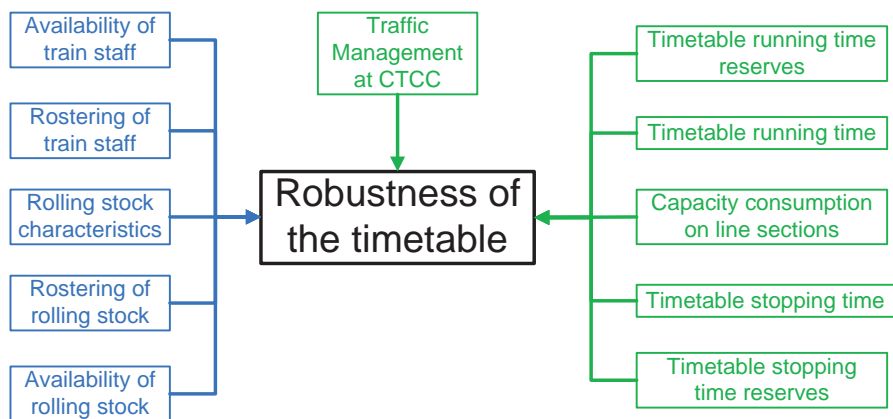 Availability of
train staff
Rostering of
train staff
Rolling stock
characteristics
Rostering of
rolling stock
Availability of
rolling stock
Traffic
Management
at CTCC
Robustness of
the timetable
Timetable running time
reserves
Timetable running time
Capacity consumption
on line sections
Timetable stopping time
Timetable stopping
time reserves